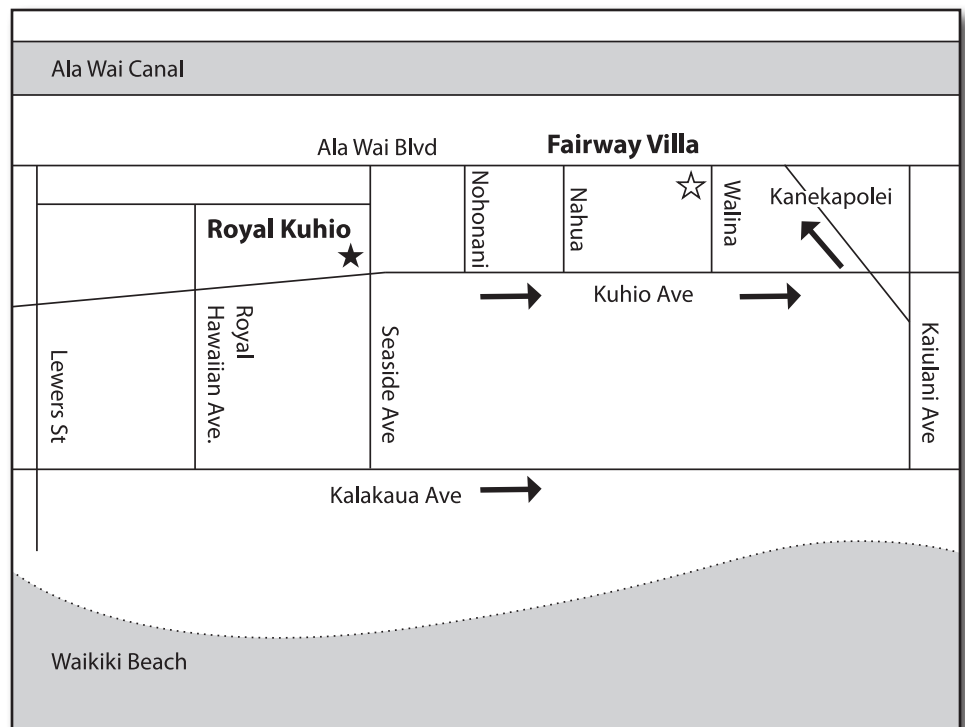 Ala Wai Canal
Ala Wai Blvd
Fairway Villa
Nohonani
Nahua
Walina
Kanekapolei
Royal Kuhio
Kuhio Ave
Lewers St
Royal
Hawaiian Ave.
Seaside Ave
Kaiulani Ave
Kalakaua Ave
Waikiki Beach